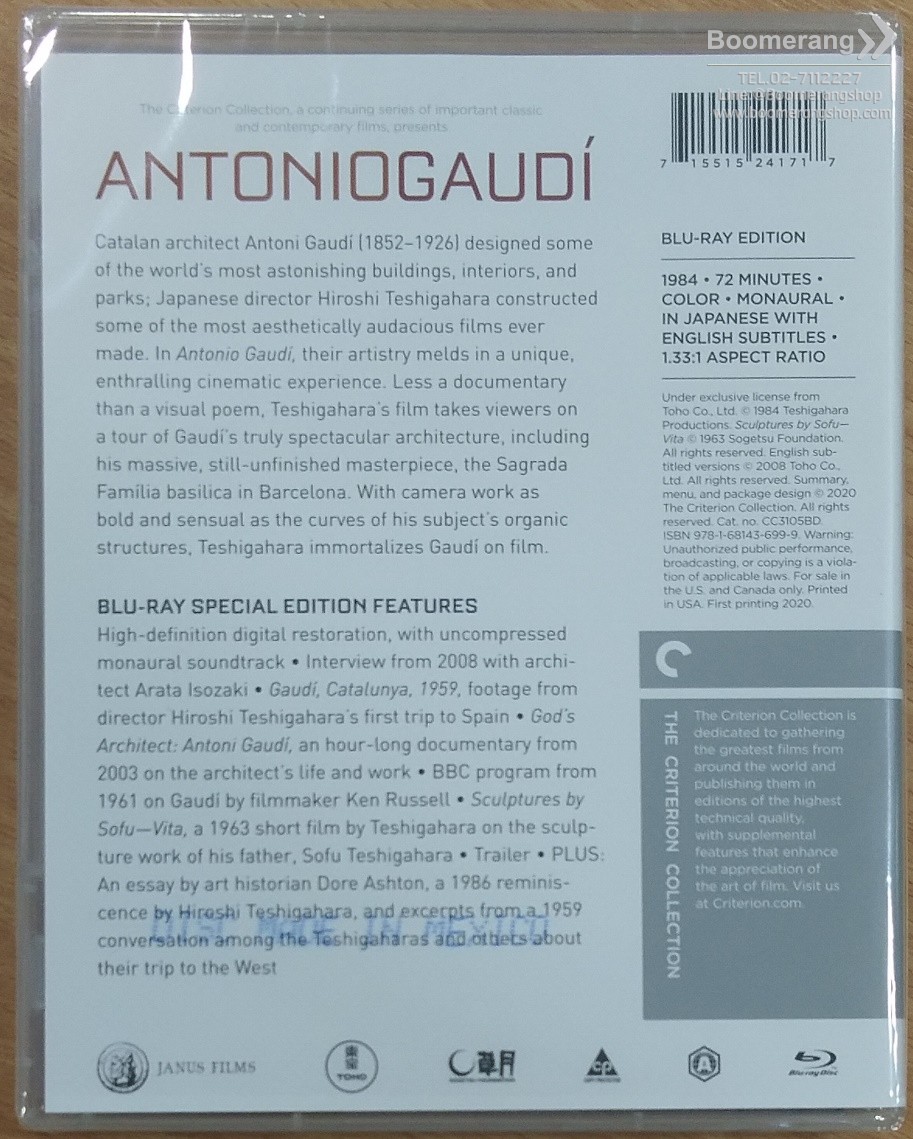 Boomerang
TEL.02-7112227
Line:@Boomerangshop
www.boomerangshop.com
The Criterion Collection, a continuing series of important classic
and contemporary films, presents
ANTONIOGAUDÍ
Catalan architect Antoni Gaudí (1852–1926) designed some
of the world's most astonishing buildings, interiors, and
parks; Japanese director Hiroshi Teshigahara constructed
some of the most aesthetically audacious films ever
made. In Antonio Gaudí, their artistry melds in a unique,
enthralling cinematic experience. Less a documentary
than a visual poem, Teshigahara's film takes viewers on
a tour of Gaudí's truly spectacular architecture, including
his massive, still-unfinished masterpiece, the Sagrada
Família basilica in Barcelona. With camera work as
bold and sensual as the curves of his subject's organic
structures, Teshigahara immortalizes Gaudí on film.
BLU-RAY SPECIAL EDITION FEATURES
High-definition digital restoration, with uncompressed
monaural soundtrack • Interview from 2008 with archi-
tect Arata Isozaki • Gaudí, Catalunya, 1959, footage from
director Hiroshi Teshigahara's first trip to Spain • God's
Architect: Antoni Gaudí, an hour-long documentary from
2003 on the architect's life and work • BBC program from
1961 on Gaudí by filmmaker Ken Russell • Sculptures by
Sofu—Vita, a 1963 short film by Teshigahara on the sculp-
ture work of his father, Sofu Teshigahara • Trailer • PLUS:
An essay by art historian Dore Ashton, a 1986 reminis-
cence by Hiroshi Teshigahara, and excerpts from a 1959
conversation among the Teshigaharas and others about
their trip to the West
DISC MADE IN MEXICO
7 15515 24171 7
BLU-RAY EDITION
1984 • 72 MINUTES •
COLOR • MONAURAL •
IN JAPANESE WITH
ENGLISH SUBTITLES •
1.33:1 ASPECT RATIO
Under exclusive license from
Toho Co., Ltd. © 1984 Teshigahara
Productions. Sculptures by Sofu—
Vita © 1963 Sogetsu Foundation.
All rights reserved. English sub-
titled versions © 2008 Toho Co.,
Ltd. All rights reserved. Summary,
menu, and package design © 2020
The Criterion Collection. All rights
reserved. Cat. no. CC3105BD.
ISBN 978-1-68143-699-9. Warning:
Unauthorized public performance,
broadcasting, or copying is a viola-
tion of applicable laws. For sale in
the U.S. and Canada only. Printed
in USA. First printing 2020.
THE CRITERION COLLECTION
The Criterion Collection is
dedicated to gathering
the greatest films from
around the world and
publishing them in
editions of the highest
technical quality,
with supplemental
features that enhance
the appreciation of
the art of film. Visit us
at Criterion.com.
JANUS FILMS
東宝
TOHO
草月
CP
A
Blu-ray Disc